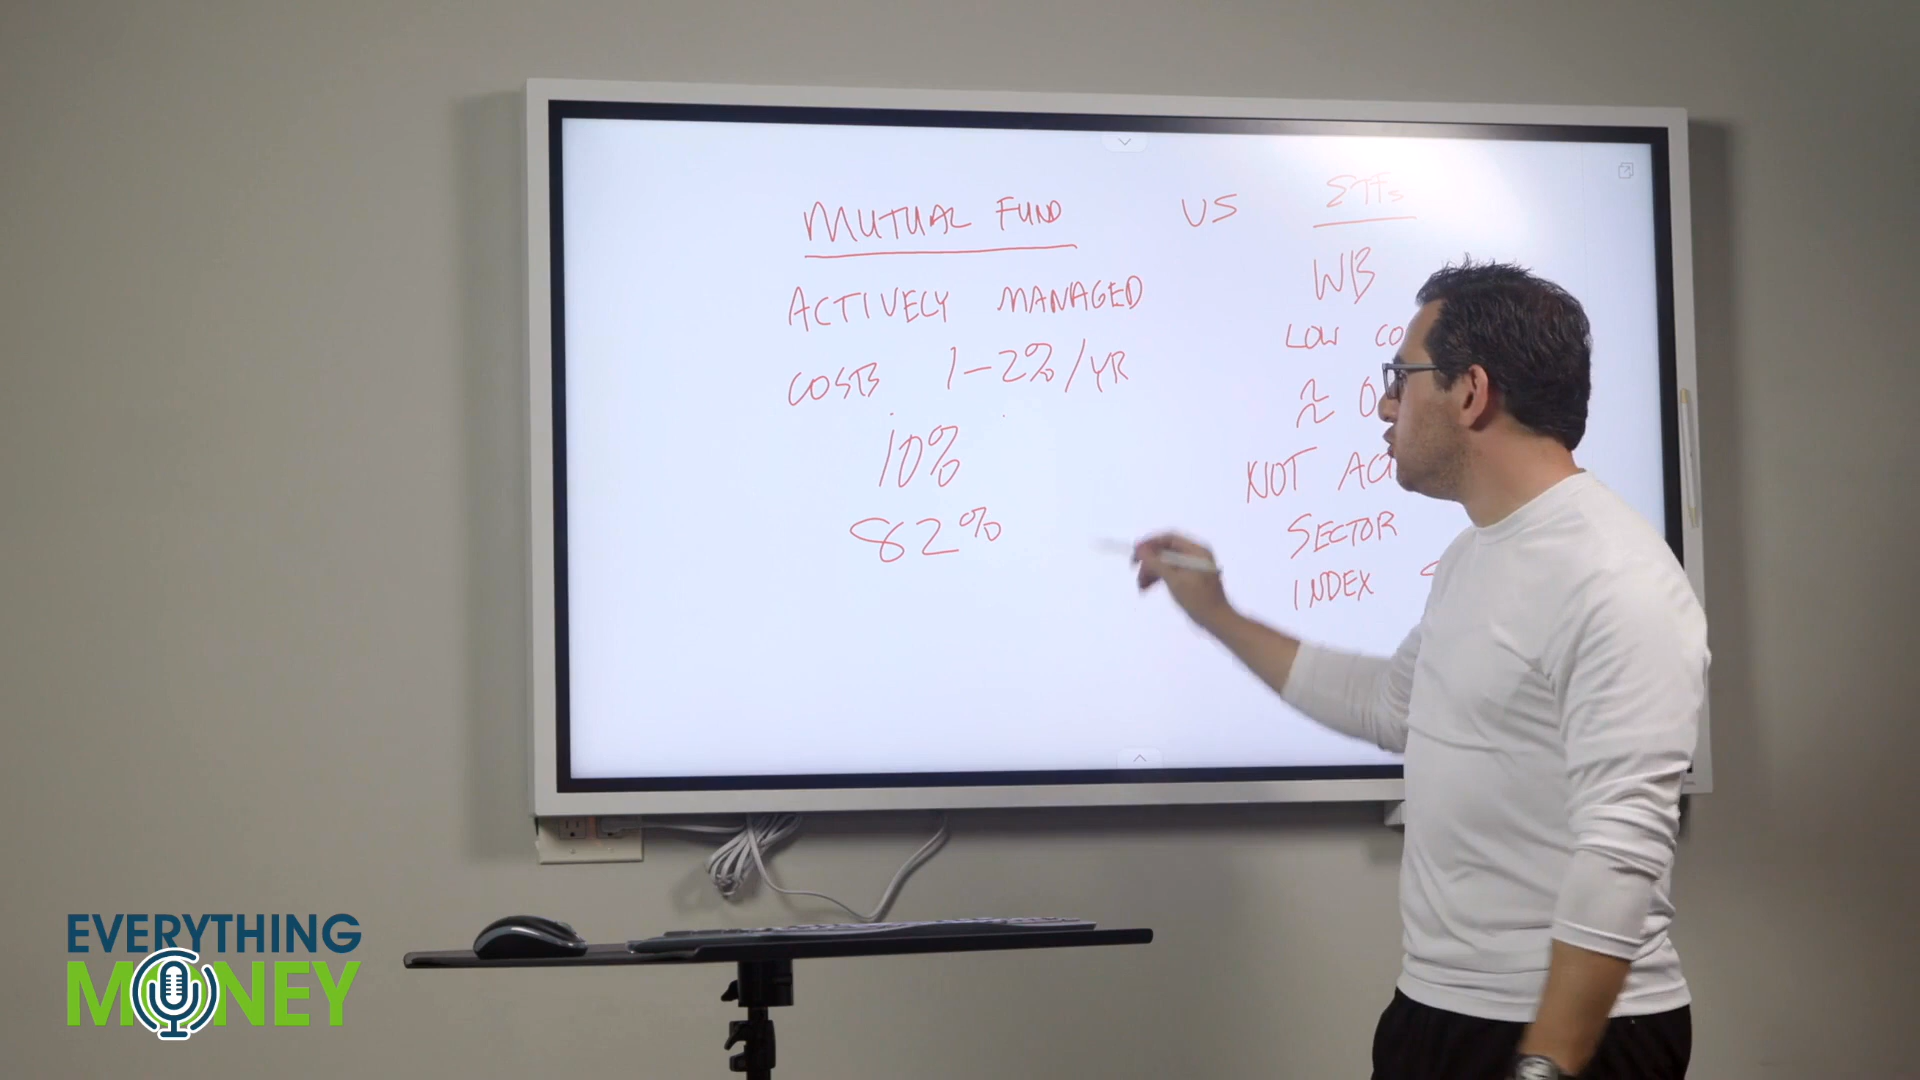 MUTUAL FUND VS ETFs
ACTIVELY MANAGED
COSTS 1-2%/YR
10%
82%
WB
LOW CO
≈ 0
NOT AC
SECTOR
INDEX
EVERYTHING
MONEY